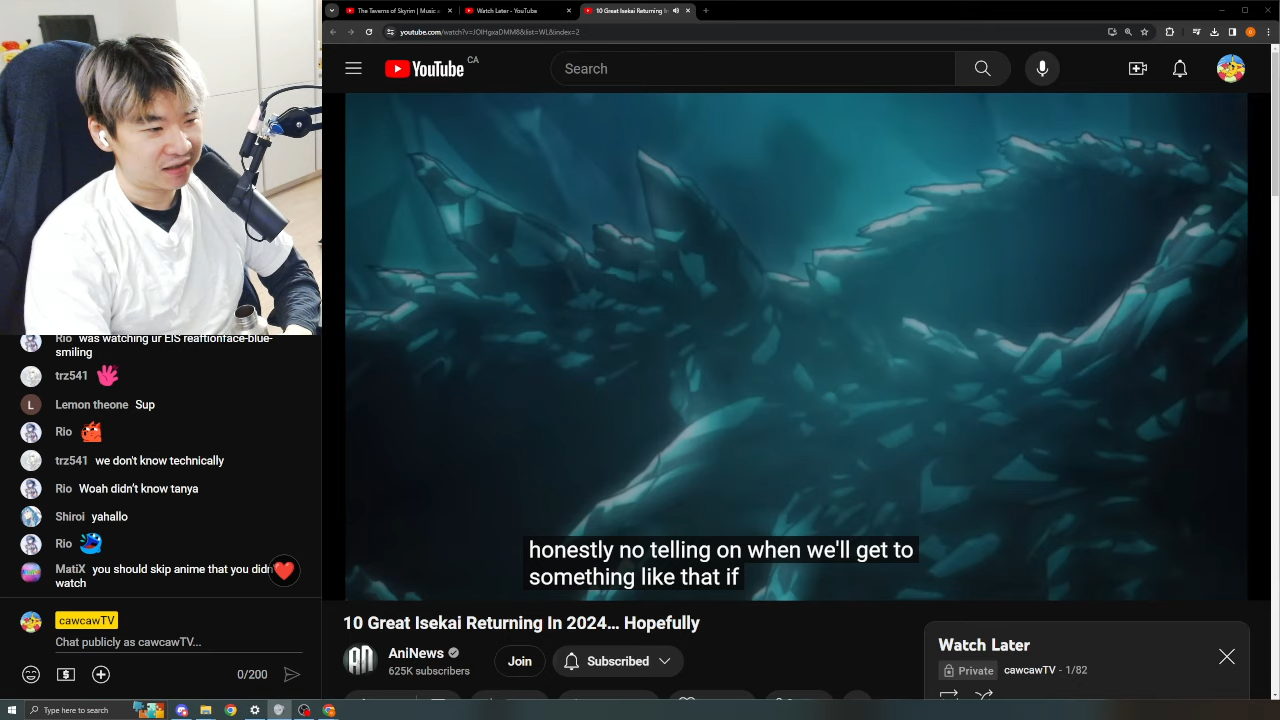 The Taverns of Skyrim | Music
Watch Later - YouTube
10 Great Isekai Returning In
youtube.com/watch?v=JOlHgxaDMM8&list=WL&index=2
YouTube CA
Search
Rio was watching ur EIS reaftionface-blue-
smiling
trz541
L Lemon theone Sup
Rio
trz541 we don't know technically
Rio Woah didn't know tanya
Shiroi yahallo
Rio
MatiX you should skip anime that you didn
watch
cawcawTV
Chat publicly as cawcawTV...
0/200
honestly no telling on when we'll get to
something like that if
10 Great Isekai Returning In 2024... Hopefully
AN AniNews
625K subscribers
Join
Subscribed
Watch Later
Private cawcawTV - 1/82
Type here to search